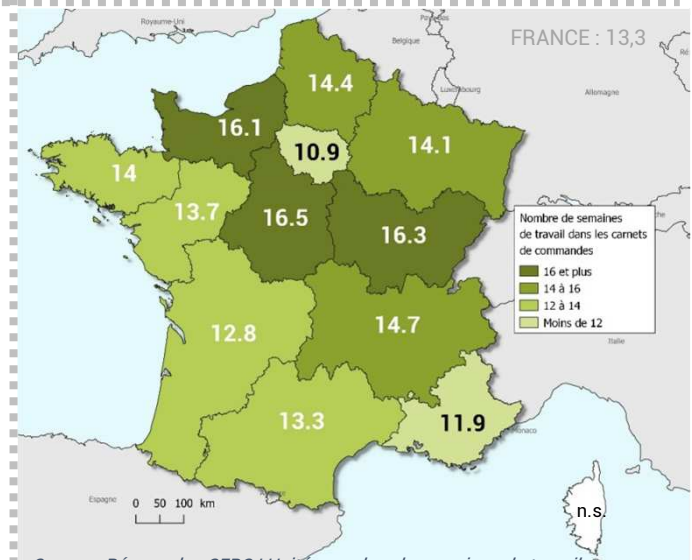 Royaume-Uni
Belgique
FRANCE : 13,3
Luxembourg
Allemagne
14.4
16.1
10.9
14.1
14
13.7
16.5
16.3
Nombre de semaines
de travail dans les carnets
de commandes
16 et plus
14 à 16
12 à 14
Moins de 12
12.8
14.7
Italie
13.3
11.9
Monaco
Espagne
0 50 100 km
n.s.